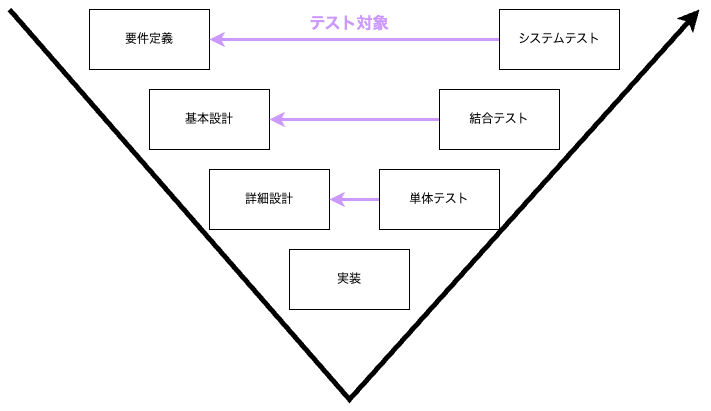 テスト対象
要件定義
システムテスト
基本設計
結合テスト
詳細設計
単体テスト
実装